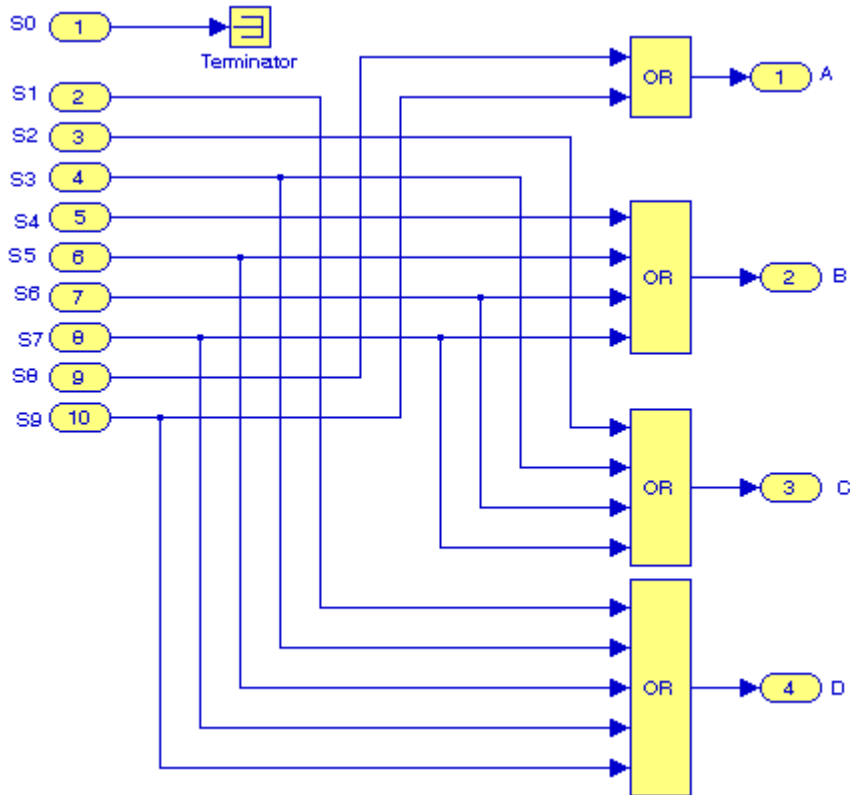 S0 1
Terminator
OR 1 A
S1 2
S2 3
S3 4
S4 5
S5 6
OR 2 B
S6 7
S7 8
S8 9
S9 10
OR 3 C
OR 4 D